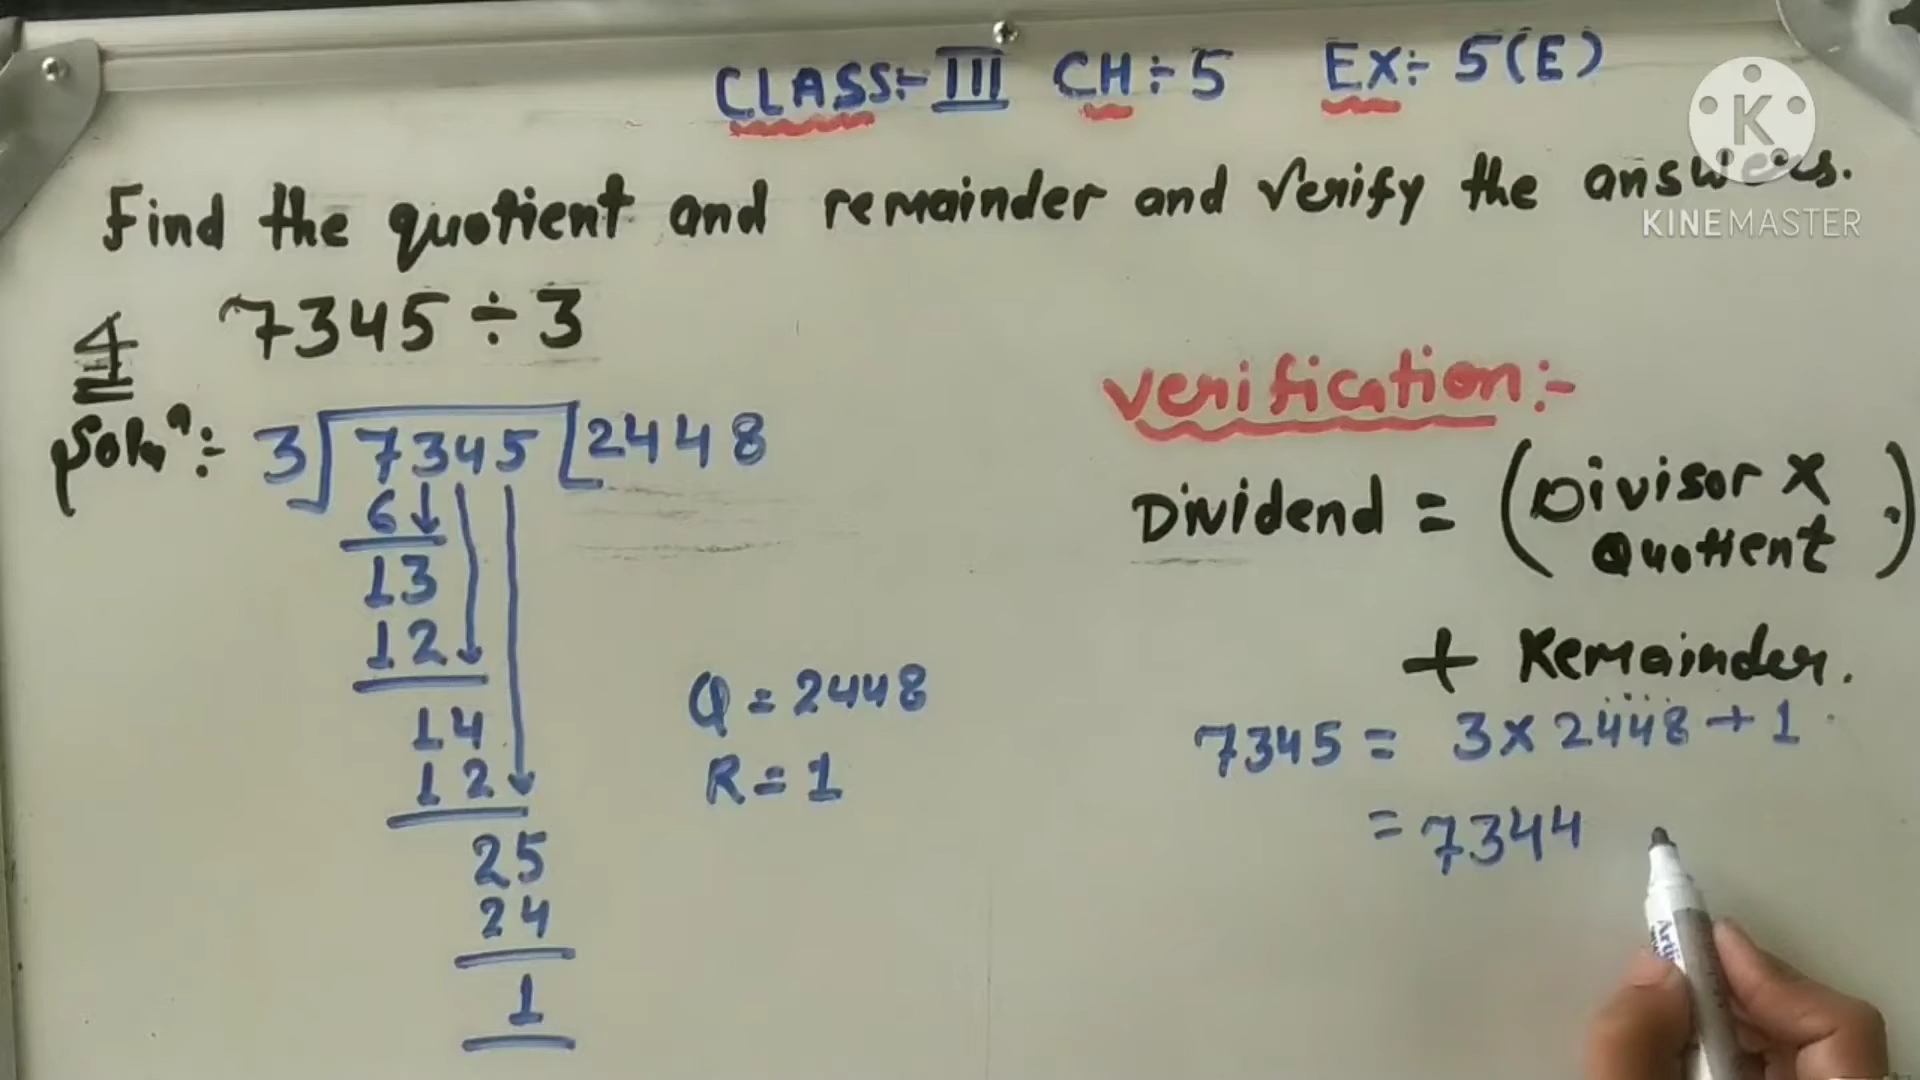 CLASS:- III CH:- 5 EX:- 5(E)
K
KINEMASTER
Find the quotient and remainder and verify the answers.
4 7345 ÷ 3
Solnⁿ:- 3 7345 2448
6
13
12
14
12
25
24
1
Q = 2448
R = 1
Verification:-
Dividend = (Divisor × Quotient.)
+ Remainder.
7345 = 3 × 2448 + 1
= 7344
Artline